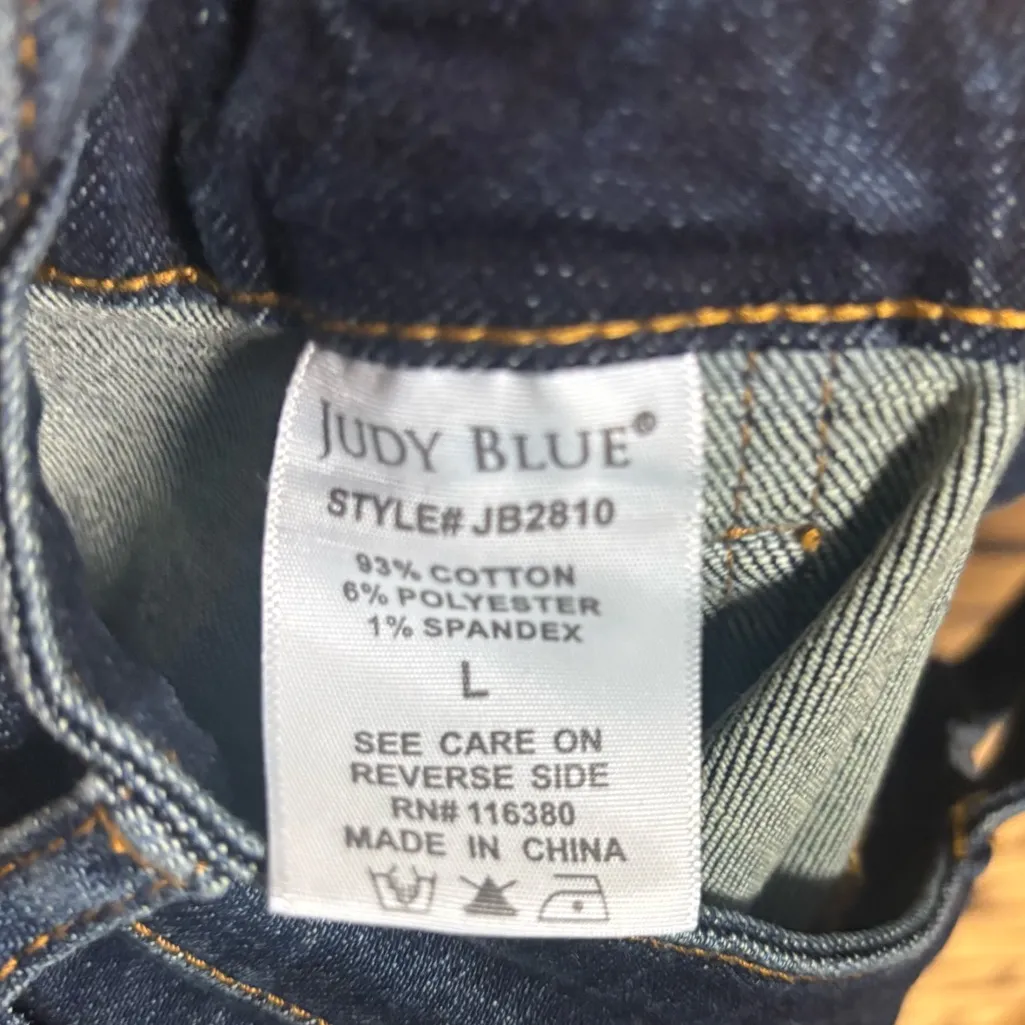 JUDY BLUE®
STYLE# JB2810
93% COTTON
6% POLYESTER
1% SPANDEX
L
SEE CARE ON
REVERSE SIDE
RN# 116380
MADE IN CHINA